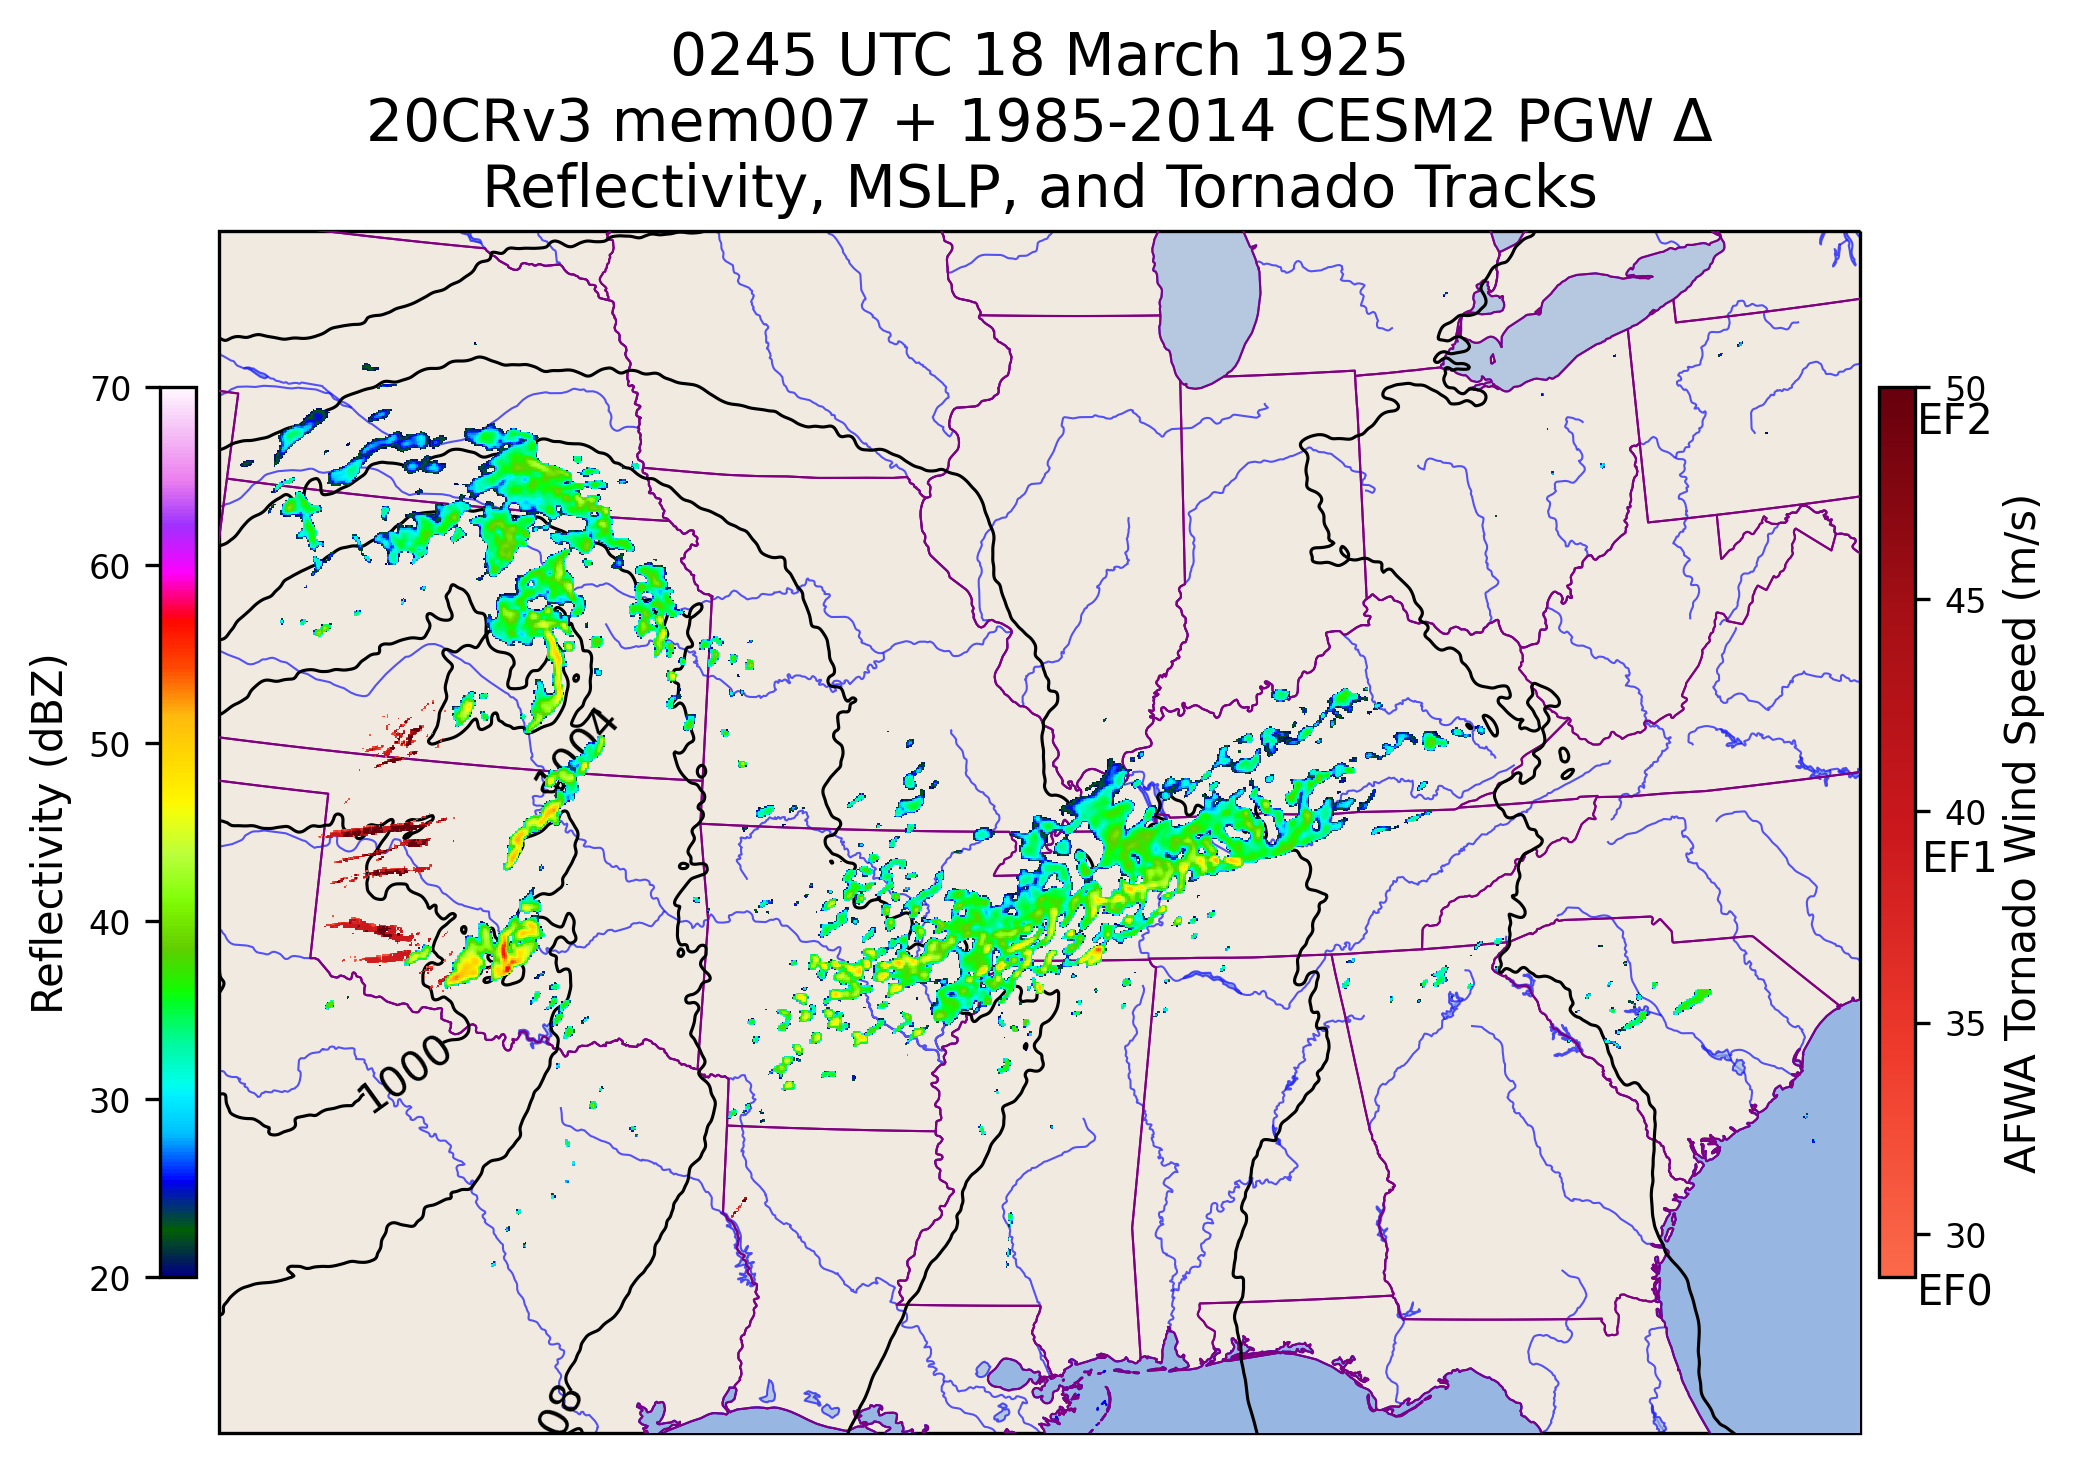 0245 UTC 18 March 1925
20CRv3 mem007 + 1985-2014 CESM2 PGW Δ
Reflectivity, MSLP, and Tornado Tracks
70
60
50
40
30
20
Reflectivity (dBZ)
1004
1000
08
50
EF2
45
40
EF1
35
30
EF0
AFWA Tornado Wind Speed (m/s)